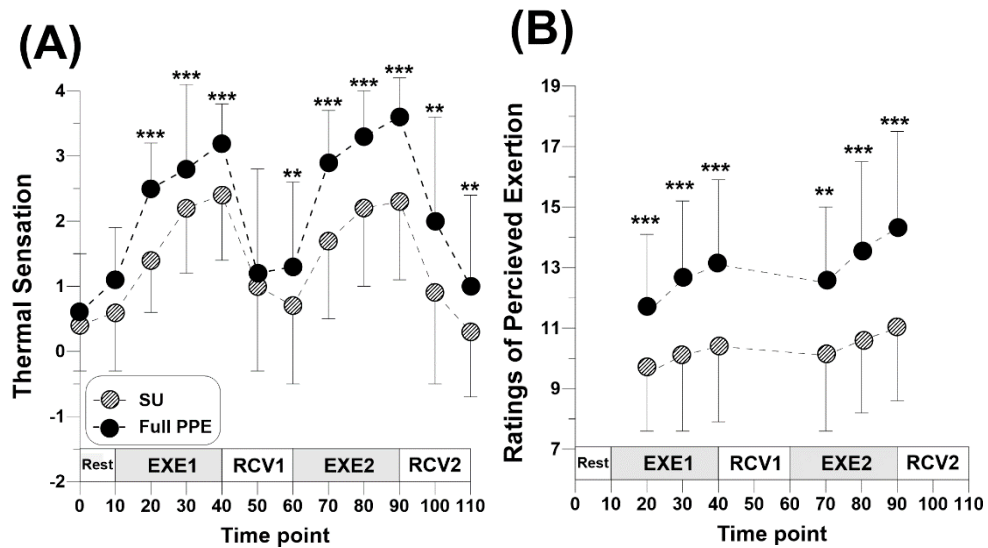 (A)
Thermal Sensation
4
3
2
1
0
-1
-2
***
***
***
**
***
***
***
**
**
SU
Full PPE
Rest EXE1 RCV1 EXE2 RCV2
0 10 20 30 40 50 60 70 80 90 100 110
Time point
(B)
Ratings of Percieved Exertion
19
17
15
13
11
9
7
***
***
***
**
***
***
Rest EXE1 RCV1 EXE2 RCV2
0 10 20 30 40 50 60 70 80 90 100 110
Time point